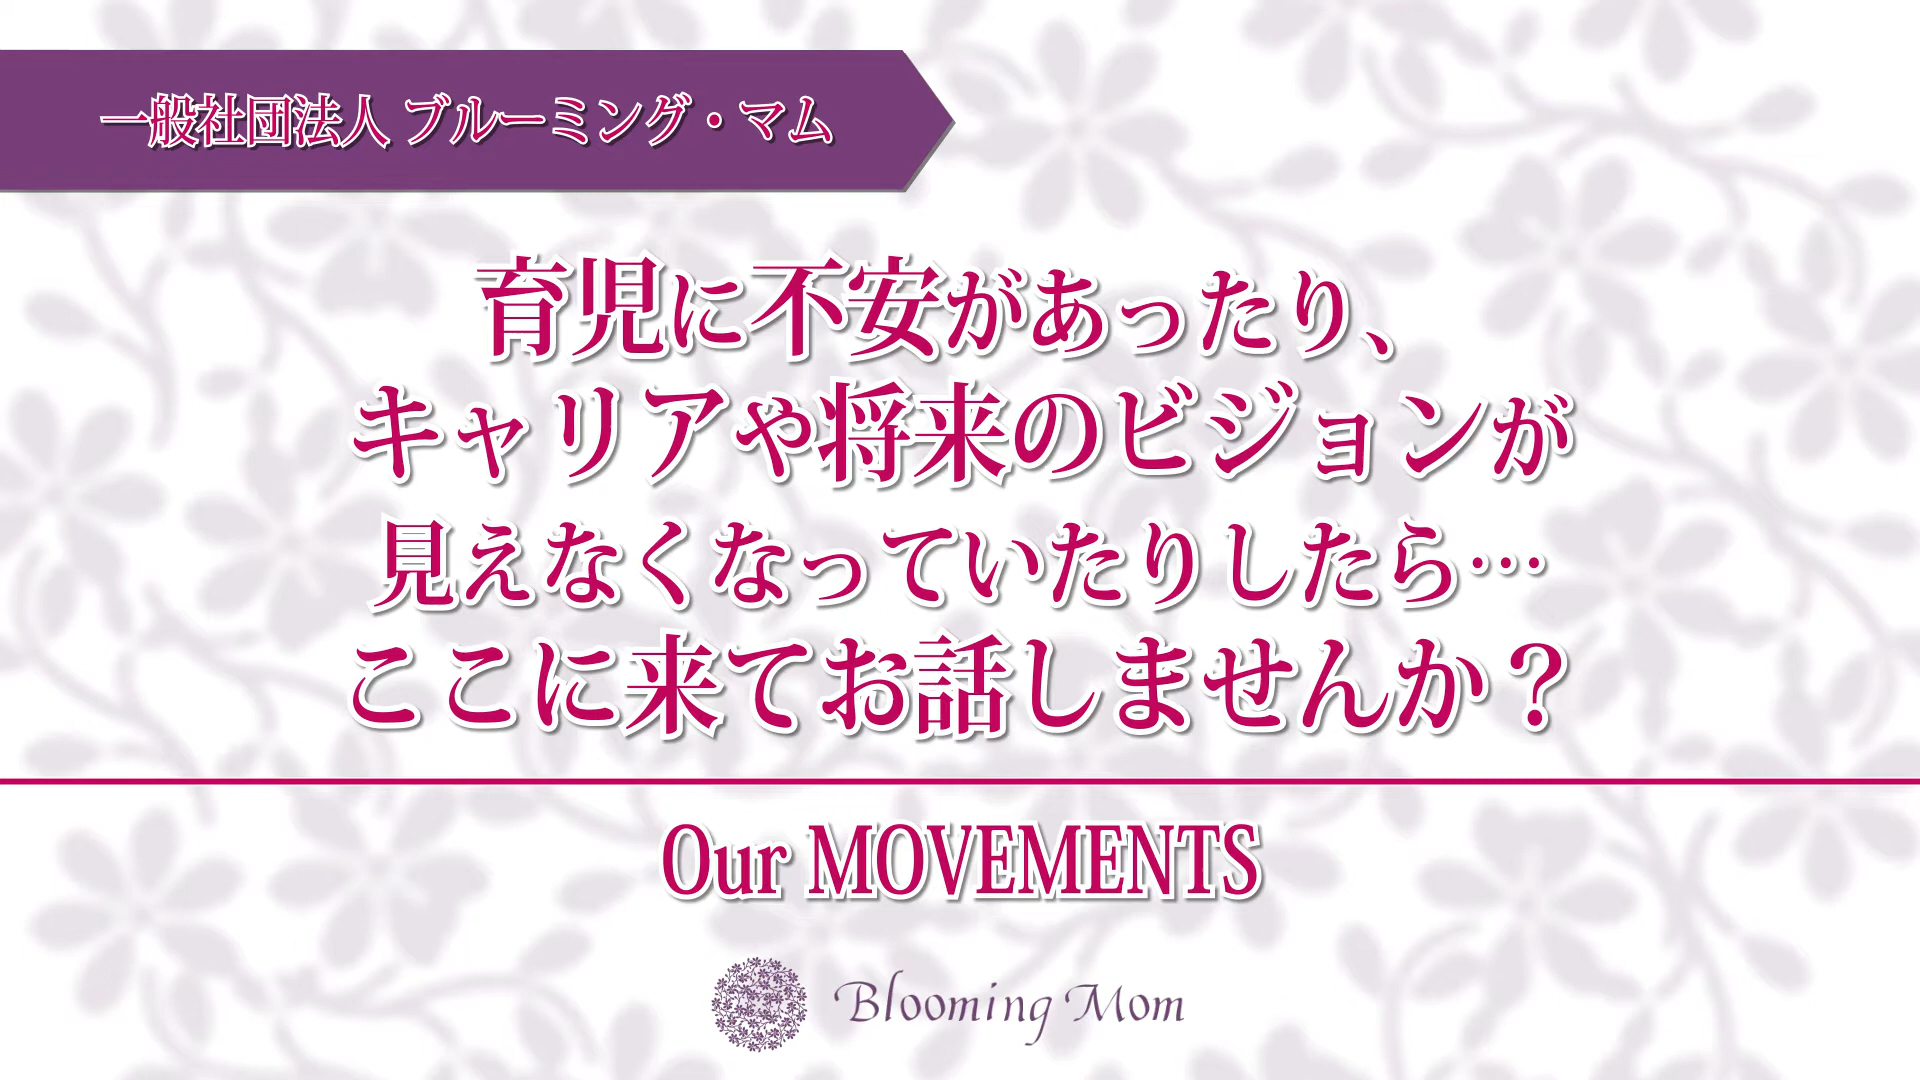 一般社団法人 ブルーミング・マム
育児に不安があったり、
キャリアや将来のビジョンが
見えなくなっていたりしたら…
ここに来てお話しませんか？
Our MOVEMENTS
Blooming Mom